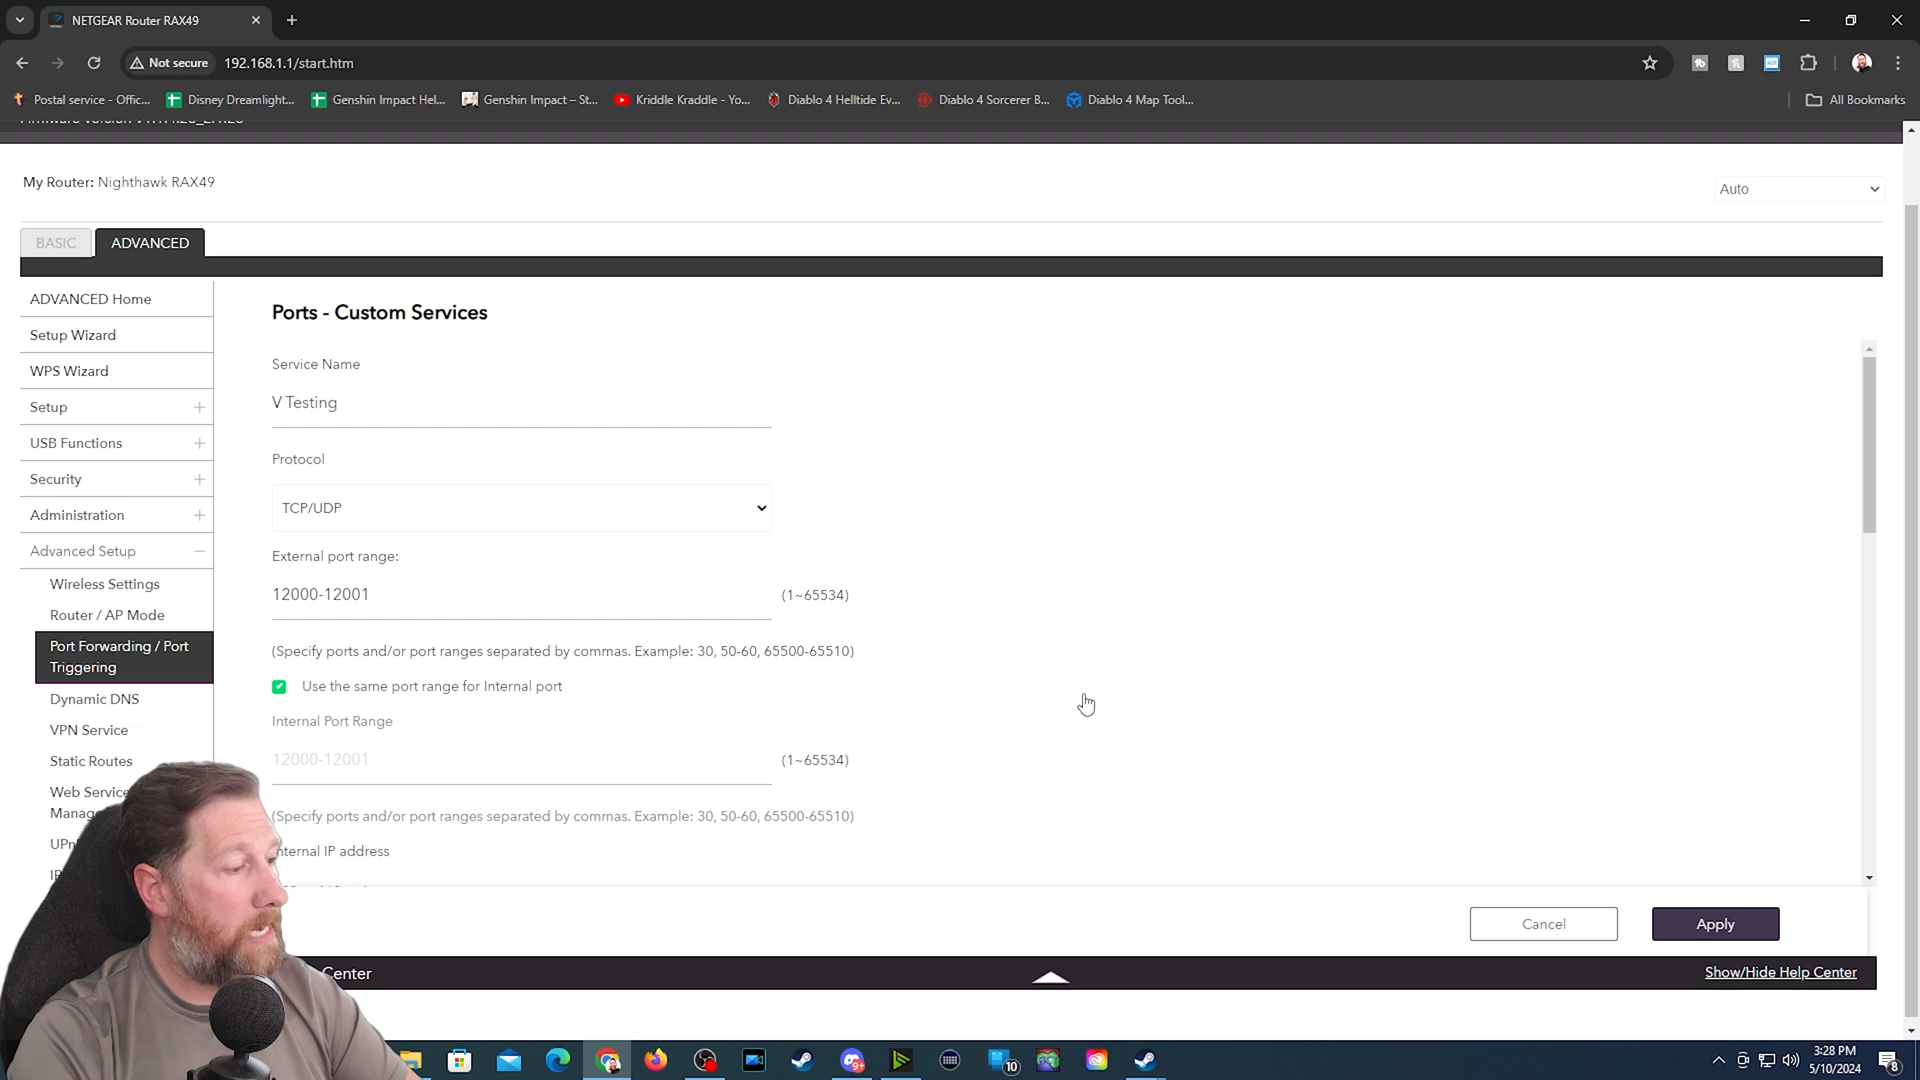 NETGEAR Router RAX49
Not secure
192.168.1.1/start.htm
Postal service - Offic...
Disney Dreamlight...
Genshin Impact Hel...
Genshin Impact – St...
Kriddle Kraddle - Yo...
Diablo 4 Helltide Ev...
Diablo 4 Sorcerer B...
Diablo 4 Map Tool...
All Bookmarks
My Router: Nighthawk RAX49
Auto
BASIC
ADVANCED
ADVANCED Home
Setup Wizard
WPS Wizard
Setup
USB Functions
Security
Administration
Advanced Setup
Wireless Settings
Router / AP Mode
Port Forwarding / Port
Triggering
Dynamic DNS
VPN Service
Static Routes
Web Service
Manag
UPn
IP
Ports - Custom Services
Service Name
V Testing
Protocol
TCP/UDP
External port range:
12000-12001
(1~65534)
(Specify ports and/or port ranges separated by commas. Example: 30, 50-60, 65500-65510)
Use the same port range for Internal port
Internal Port Range
12000-12001
(1~65534)
(Specify ports and/or port ranges separated by commas. Example: 30, 50-60, 65500-65510)
Internal IP address
Cancel
Apply
Center
Show/Hide Help Center
9+
10
3:28 PM
5/10/2024
8